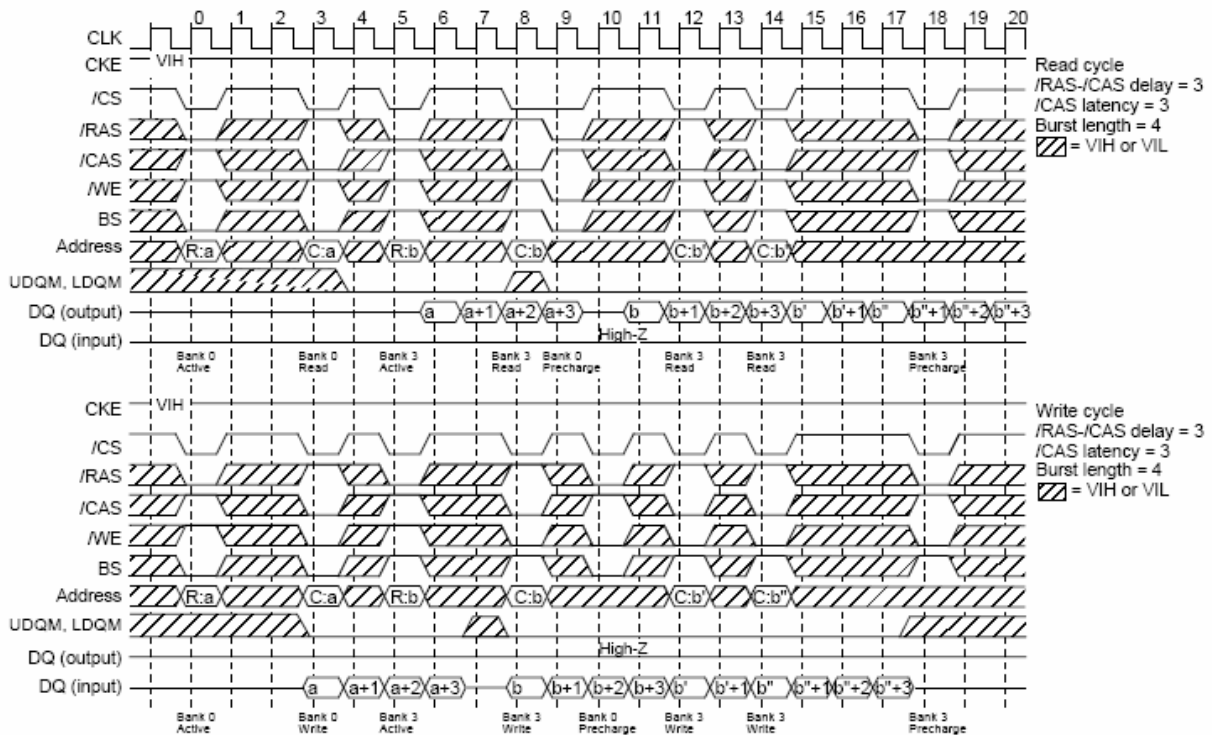 0 1 2 3 4 5 6 7 8 9 10 11 12 13 14 15 16 17 18 19 20
CLK
CKE VIH
/CS
/RAS
/CAS
/WE
BS
Address R:a C:a R:b C:b C:b' C:b"
UDQM, LDQM
DQ (output) a a+1 a+2 a+3 b b+1 b+2 b+3 b' b'+1 b" b"+1 b"+2 b"+3
High-Z
DQ (input)
Bank 0 Active
Bank 0 Read
Bank 3 Active
Bank 3 Read
Bank 0 Precharge
Bank 3 Read
Bank 3 Read
Bank 3 Precharge
Read cycle
/RAS-/CAS delay = 3
/CAS latency = 3
Burst length = 4
= VIH or VIL
CKE VIH
/CS
/RAS
/CAS
/WE
BS
Address R:a C:a R:b C:b C:b' C:b"
UDQM, LDQM
High-Z
DQ (output)
DQ (input) a a+1 a+2 a+3 b b+1 b+2 b+3 b' b'+1 b" b"+1 b"+2 b"+3
Bank 0 Active
Bank 0 Write
Bank 3 Active
Bank 3 Write
Bank 0 Precharge
Bank 3 Write
Bank 3 Write
Bank 3 Precharge
Write cycle
/RAS-/CAS delay = 3
/CAS latency = 3
Burst length = 4
= VIH or VIL